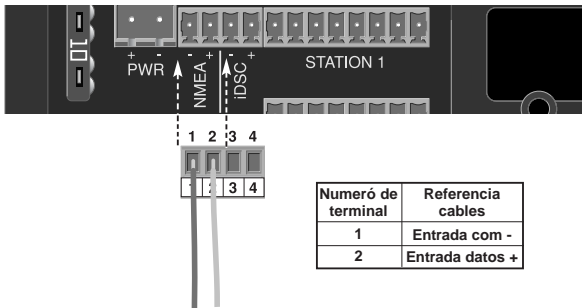 10
+ -
PWR
- +
NMEA
- +
iDSC
STATION 1
1 2 3 4
1 2 3 4
Numeró de terminal Referencia cables
1 Entrada com -
2 Entrada datos +